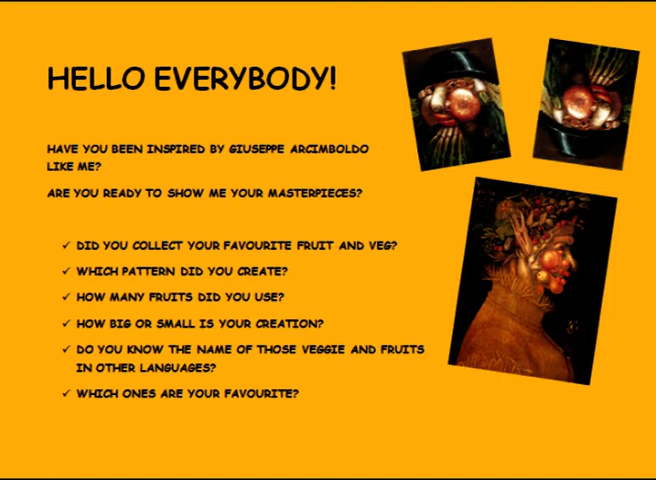 HELLO EVERYBODY!
HAVE YOU BEEN INSPIRED BY GIUSEPPE ARCIMBOLDO
LIKE ME?
ARE YOU READY TO SHOW ME YOUR MASTERPIECES?
✓ DID YOU COLLECT YOUR FAVOURITE FRUIT AND VEG?
✓ WHICH PATTERN DID YOU CREATE?
✓ HOW MANY FRUITS DID YOU USE?
✓ HOW BIG OR SMALL IS YOUR CREATION?
✓ DO YOU KNOW THE NAME OF THOSE VEGGIE AND FRUITS
IN OTHER LANGUAGES?
✓ WHICH ONES ARE YOUR FAVOURITE?